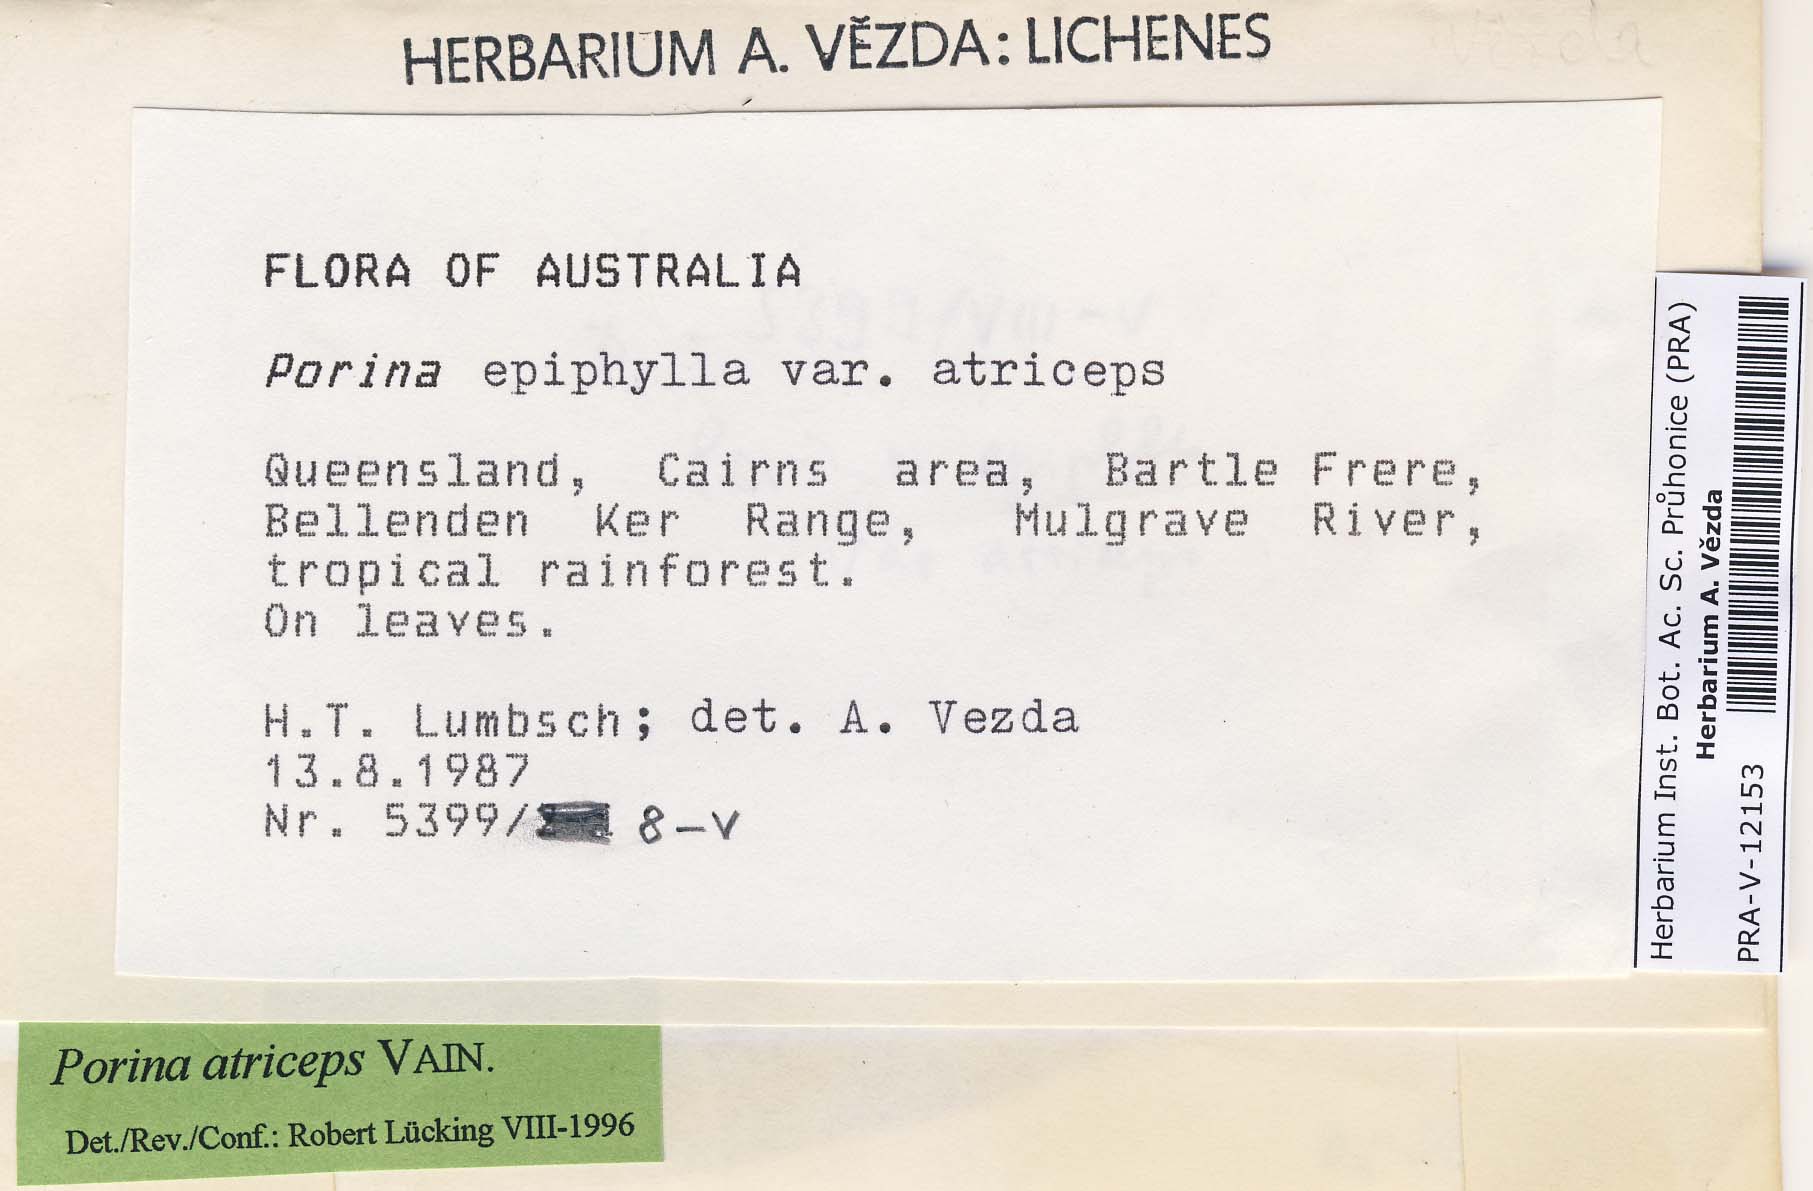 HERBARIUM A. VĚZDA: LICHENES
FLORA OF AUSTRALIA
Porina epiphylla var. atriceps
Queensland, Cairns area, Bartle Frere,
Bellenden Ker Range, Mulgrave River,
tropical rainforest.
On leaves.
H.T. Lumbsch; det. A. Vezda
13.8.1987
Nr. 5399/ 8-v
Herbarium Inst. Bot. Ac. Sc. Průhonice (PRA)
Herbarium A. Vězda
PRA-V-12153
Porina atriceps VAIN.
Det./Rev./Conf.: Robert Lücking VIII-1996